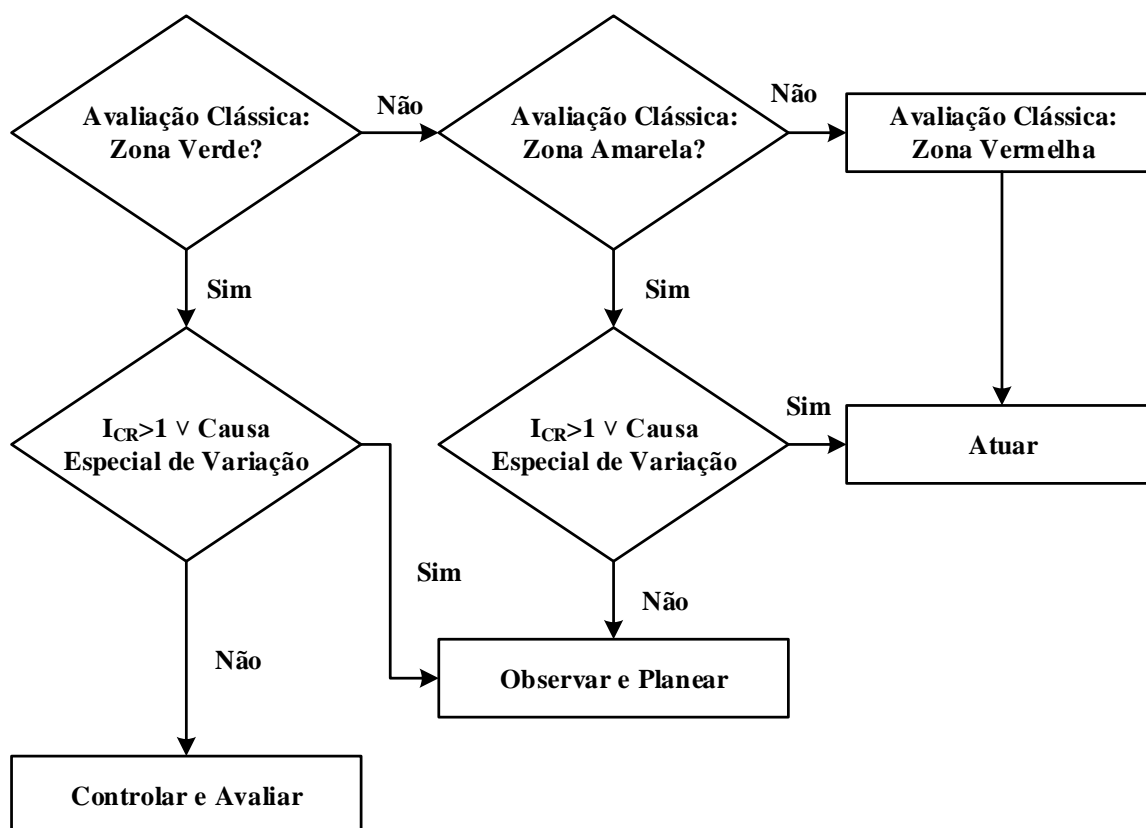 Avaliação Clássica:
Zona Verde?
Não
Avaliação Clássica:
Zona Amarela?
Não
Avaliação Clássica:
Zona Vermelha
Sim
Sim
I_CR>1 ∨ Causa
Especial de Variação
Sim
I_CR>1 ∨ Causa
Especial de Variação
Sim
Atuar
Não
Não
Observar e Planear
Controlar e Avaliar